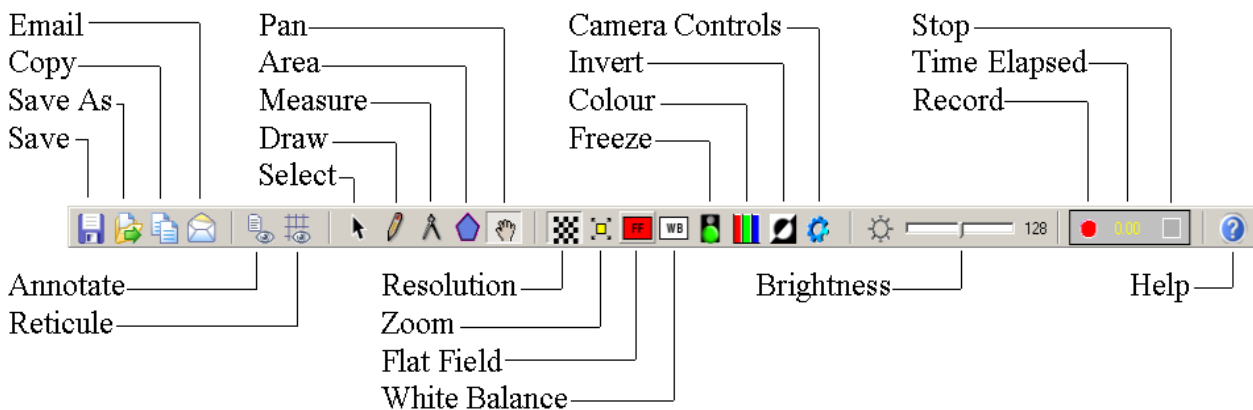 Email
Copy
Save As
Save
Pan
Area
Measure
Draw
Select
Camera Controls
Invert
Colour
Freeze
Stop
Time Elapsed
Record
FF
WB
128
0.00
Annotate
Reticule
Resolution
Zoom
Flat Field
White Balance
Brightness
Help